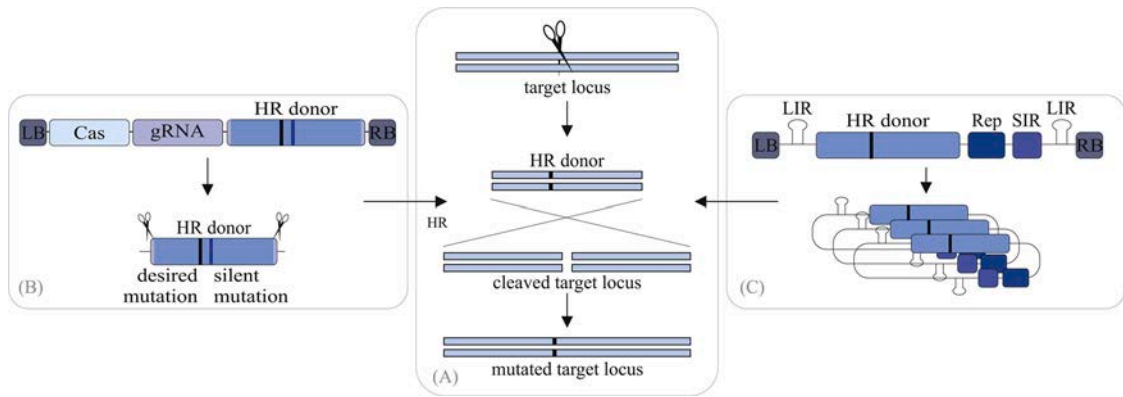 target locus
HR donor
HR
cleaved target locus
mutated target locus
(A)
HR donor
LB Cas gRNA RB
HR donor
desired silent
mutation mutation
(B)
LIR HR donor Rep SIR LIR
LB RB
(C)